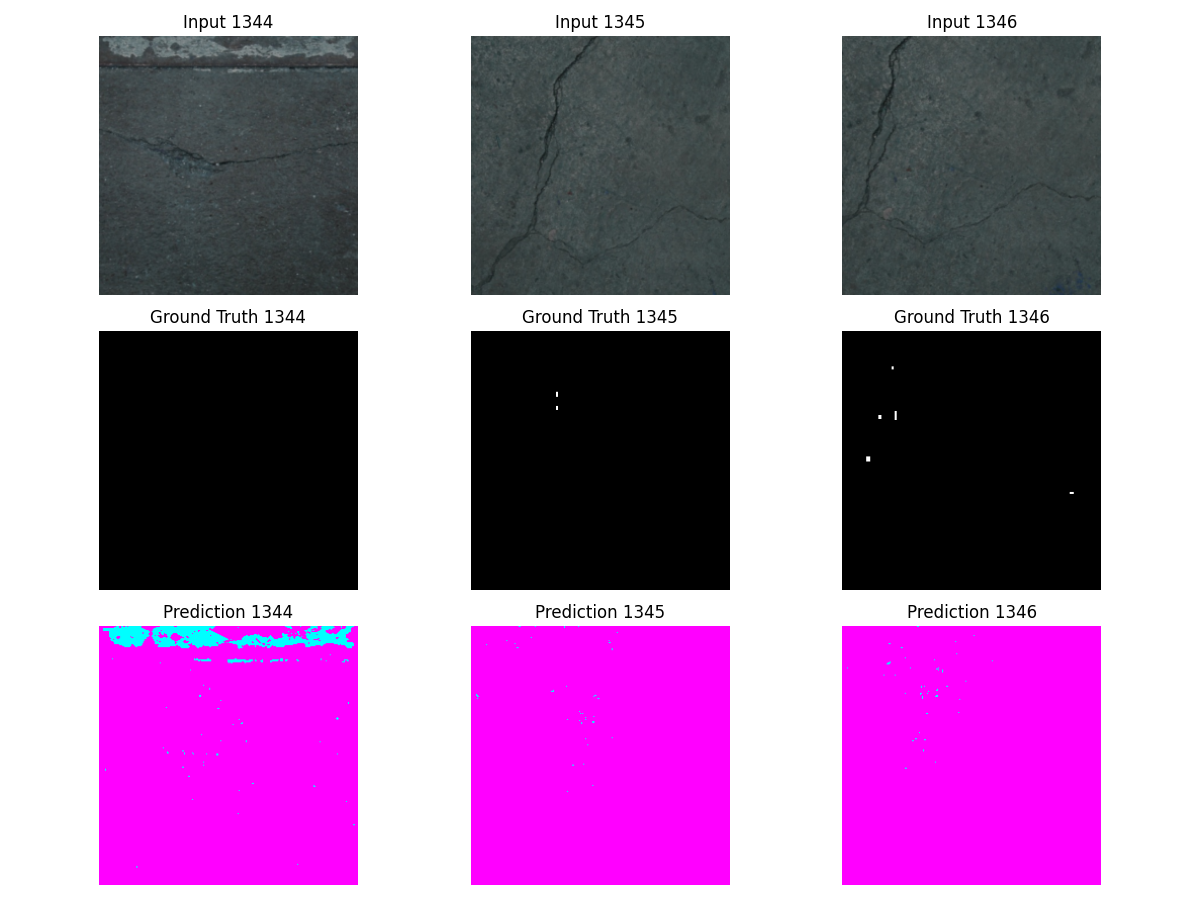 Input 1344
Input 1345
Input 1346
Ground Truth 1344
Ground Truth 1345
Ground Truth 1346
Prediction 1344
Prediction 1345
Prediction 1346